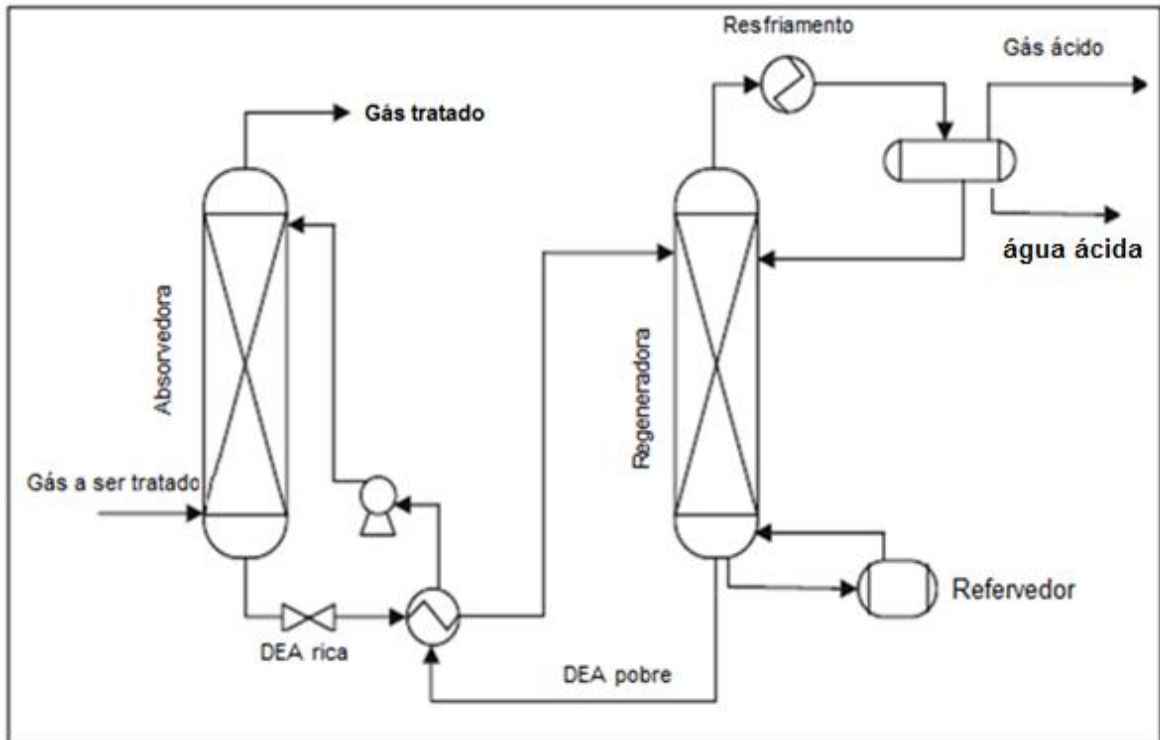 Resfriamento
Gás ácido
Gás tratado
água ácida
Absorvedora
Regeneradora
Gás a ser tratado
Refervedor
DEA rica
DEA pobre